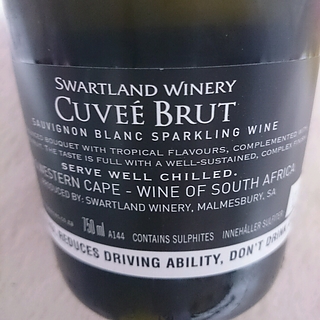 SWARTLAND WINERY
CUVEÉ BRUT
SAUVIGNON BLANC SPARKLING WINE
BOUQUET WITH TROPICAL FLAVOURS, COMPLEMENTED WITH
THE TASTE IS FULL WITH A WELL-SUSTAINED, COMPLEX
SERVE WELL CHILLED.
WESTERN CAPE - WINE OF SOUTH AFRICA
PRODUCED BY: SWARTLAND WINERY, MALMESBURY, SA
750 ml A144 CONTAINS SULPHITES INNEHÅLLER SULFITER
REDUCES DRIVING ABILITY, DON'T DRINK